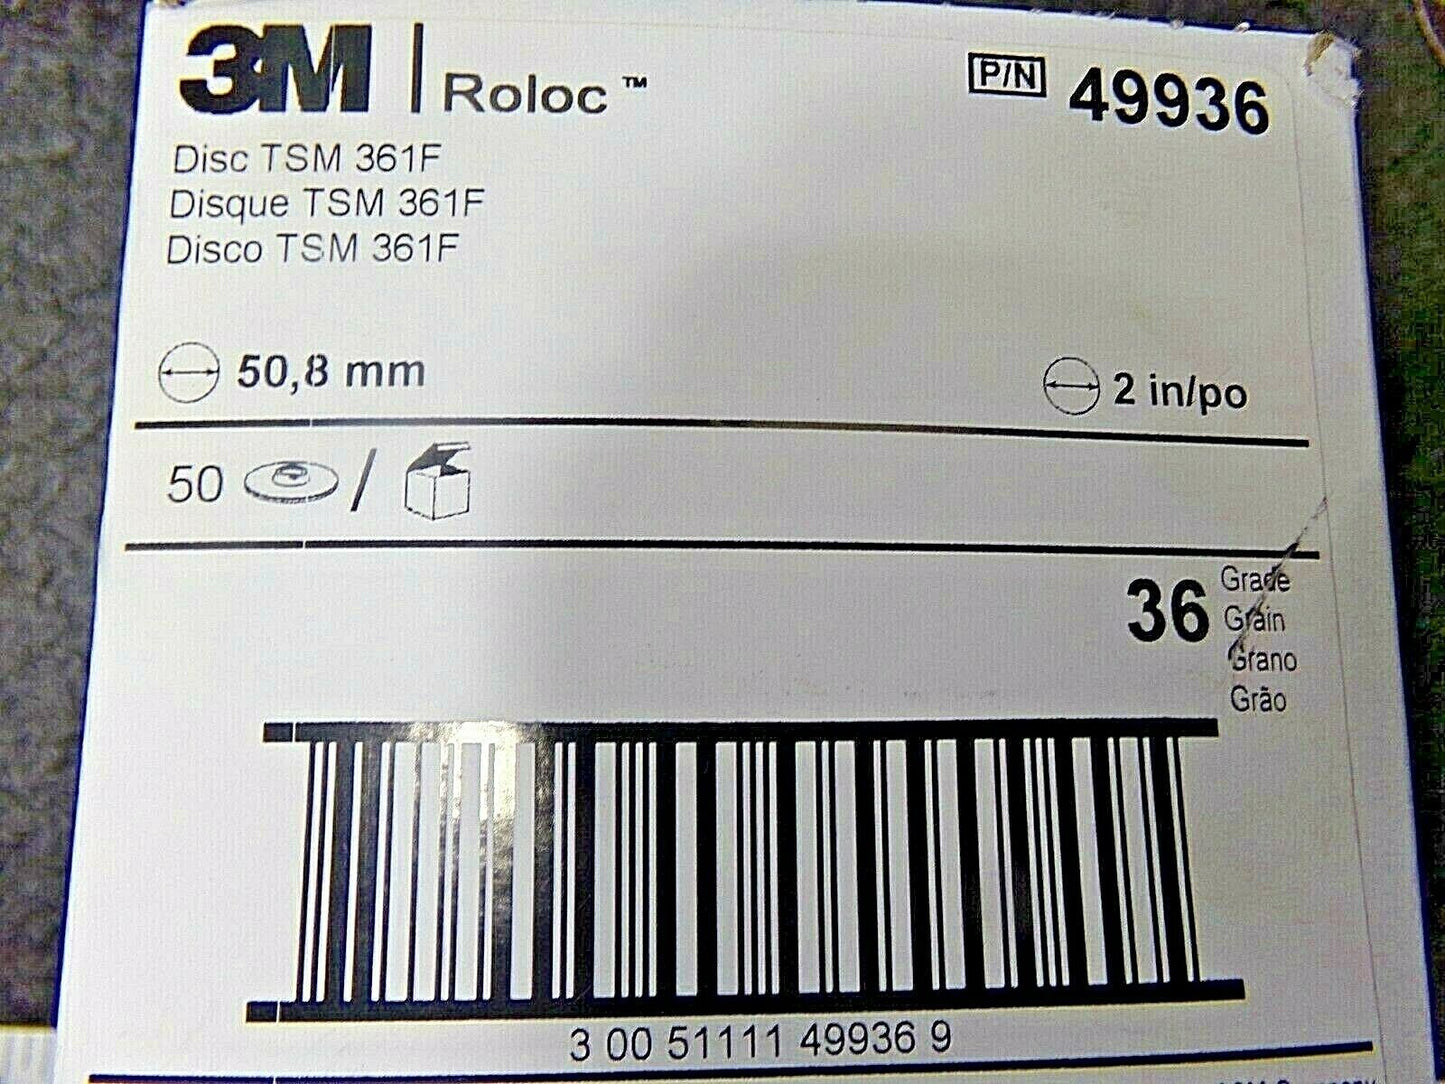 3M | Roloc™
P/N 49936
Disc TSM 361F
Disque TSM 361F
Disco TSM 361F
50,8 mm
2 in/po
50 /
36 Grade
Grain
Grano
Grão
3 00 51111 49936 9